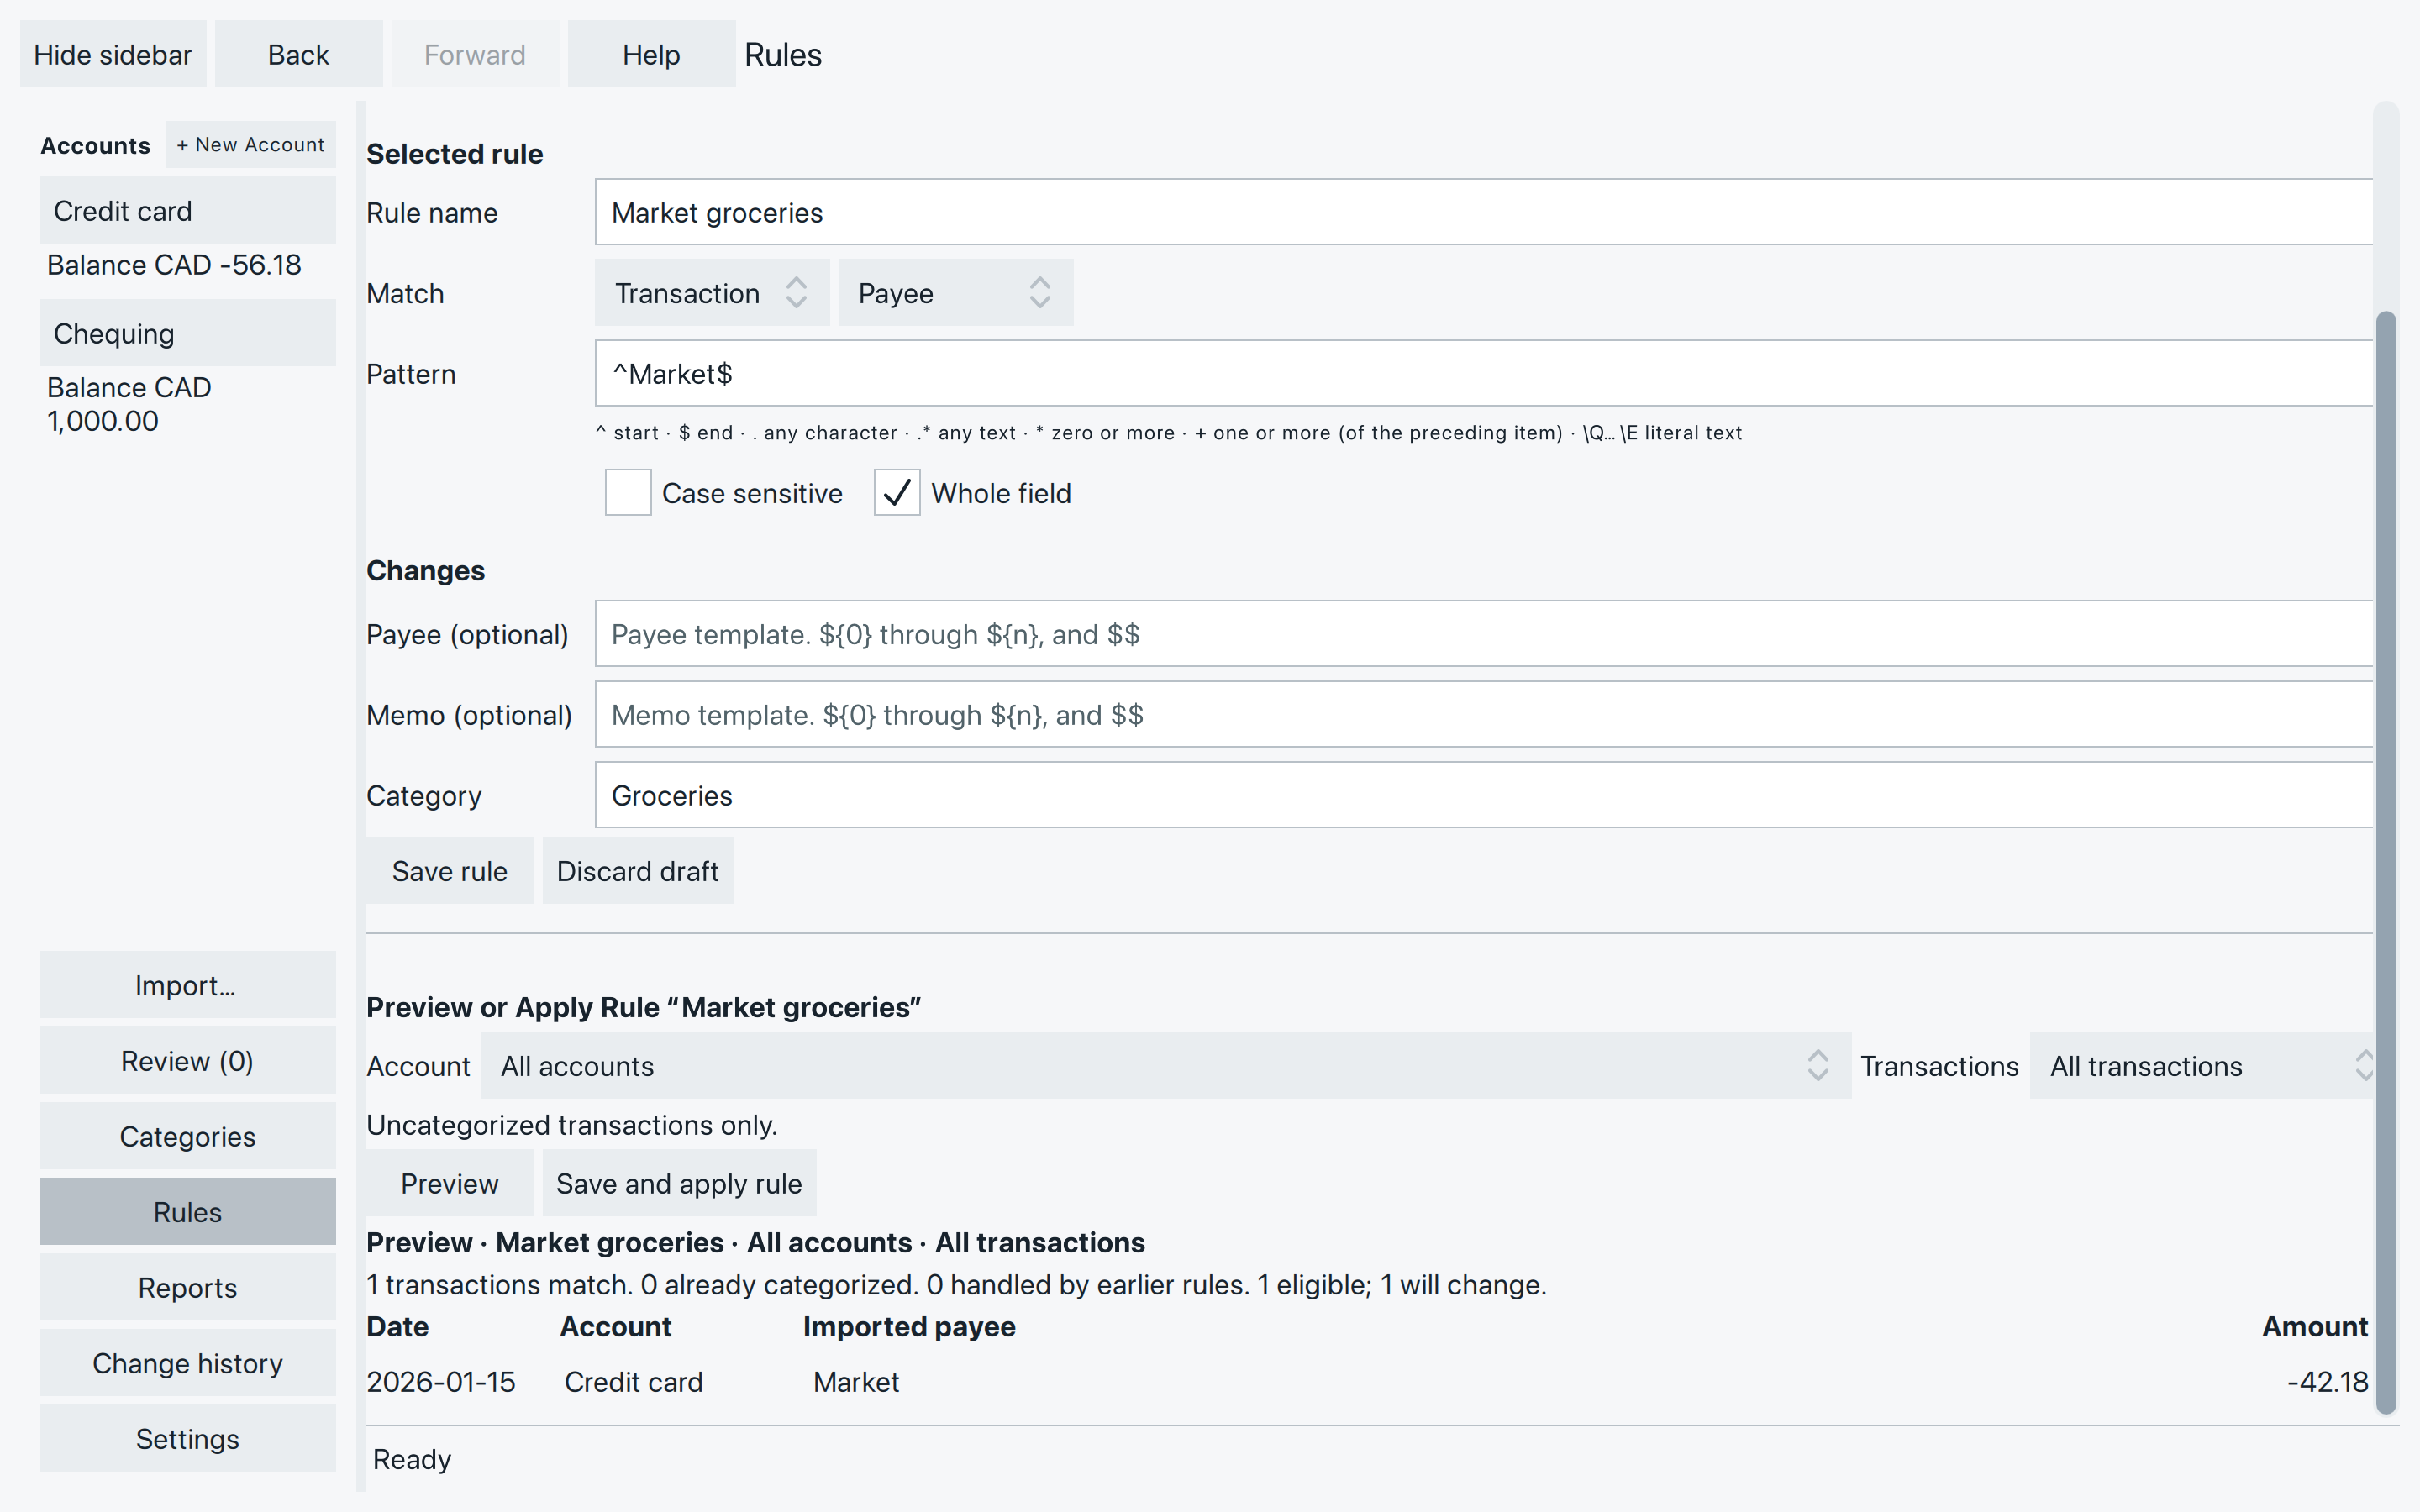 Hide sidebar Back Forward Help Rules
Accounts + New Account
Credit card
Balance CAD -56.18
Chequing
Balance CAD
1,000.00
Import...
Review (0)
Categories
Rules
Reports
Change history
Settings
Selected rule
Rule name Market groceries
Match Transaction Payee
Pattern ^Market$
^ start · $ end · . any character · .* any text · * zero or more · + one or more (of the preceding item) · \Q...\E literal text
Case sensitive Whole field
Changes
Payee (optional) Payee template. ${0} through ${n}, and $$
Memo (optional) Memo template. ${0} through ${n}, and $$
Category Groceries
Save rule Discard draft
Preview or Apply Rule “Market groceries”
Account All accounts Transactions All transactions
Uncategorized transactions only.
Preview Save and apply rule
Preview · Market groceries · All accounts · All transactions
1 transactions match. 0 already categorized. 0 handled by earlier rules. 1 eligible; 1 will change.
Date Account Imported payee Amount
2026-01-15 Credit card Market -42.18
Ready